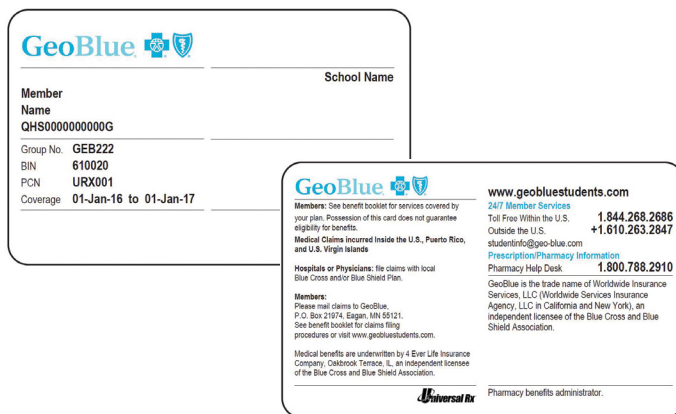 GeoBlue
School Name
Member
Name
QHS0000000000G
Group No. GEB222
BIN 610020
PCN URX001
Coverage 01-Jan-16 to 01-Jan-17
GeoBlue
Members: See benefit booklet for services covered by
your plan. Possession of this card does not guarantee
eligibility for benefits.
Medical Claims incurred Inside the U.S., Puerto Rico,
and U.S. Virgin Islands
Hospitals or Physicians: file claims with local
Blue Cross and/or Blue Shield Plan.
Members:
Please mail claims to GeoBlue,
P.O. Box 21974, Eagan, MN 55121.
See benefit booklet for claims filing
procedures or visit www.geobluestudents.com.
Medical benefits are underwritten by 4 Ever Life Insurance
Company, Oakbrook Terrace, IL, an independent licensee
of the Blue Cross and Blue Shield Association.
Universal Rx
www.geobluestudents.com
24/7 Member Services
Toll Free Within the U.S. 1.844.268.2686
Outside the U.S. +1.610.263.2847
studentinfo@geo-blue.com
Prescription/Pharmacy Information
Pharmacy Help Desk 1.800.788.2910
GeoBlue is the trade name of Worldwide Insurance
Services, LLC (Worldwide Services Insurance
Agency, LLC in California and New York), an
independent licensee of the Blue Cross and Blue
Shield Association.
Pharmacy benefits administrator.